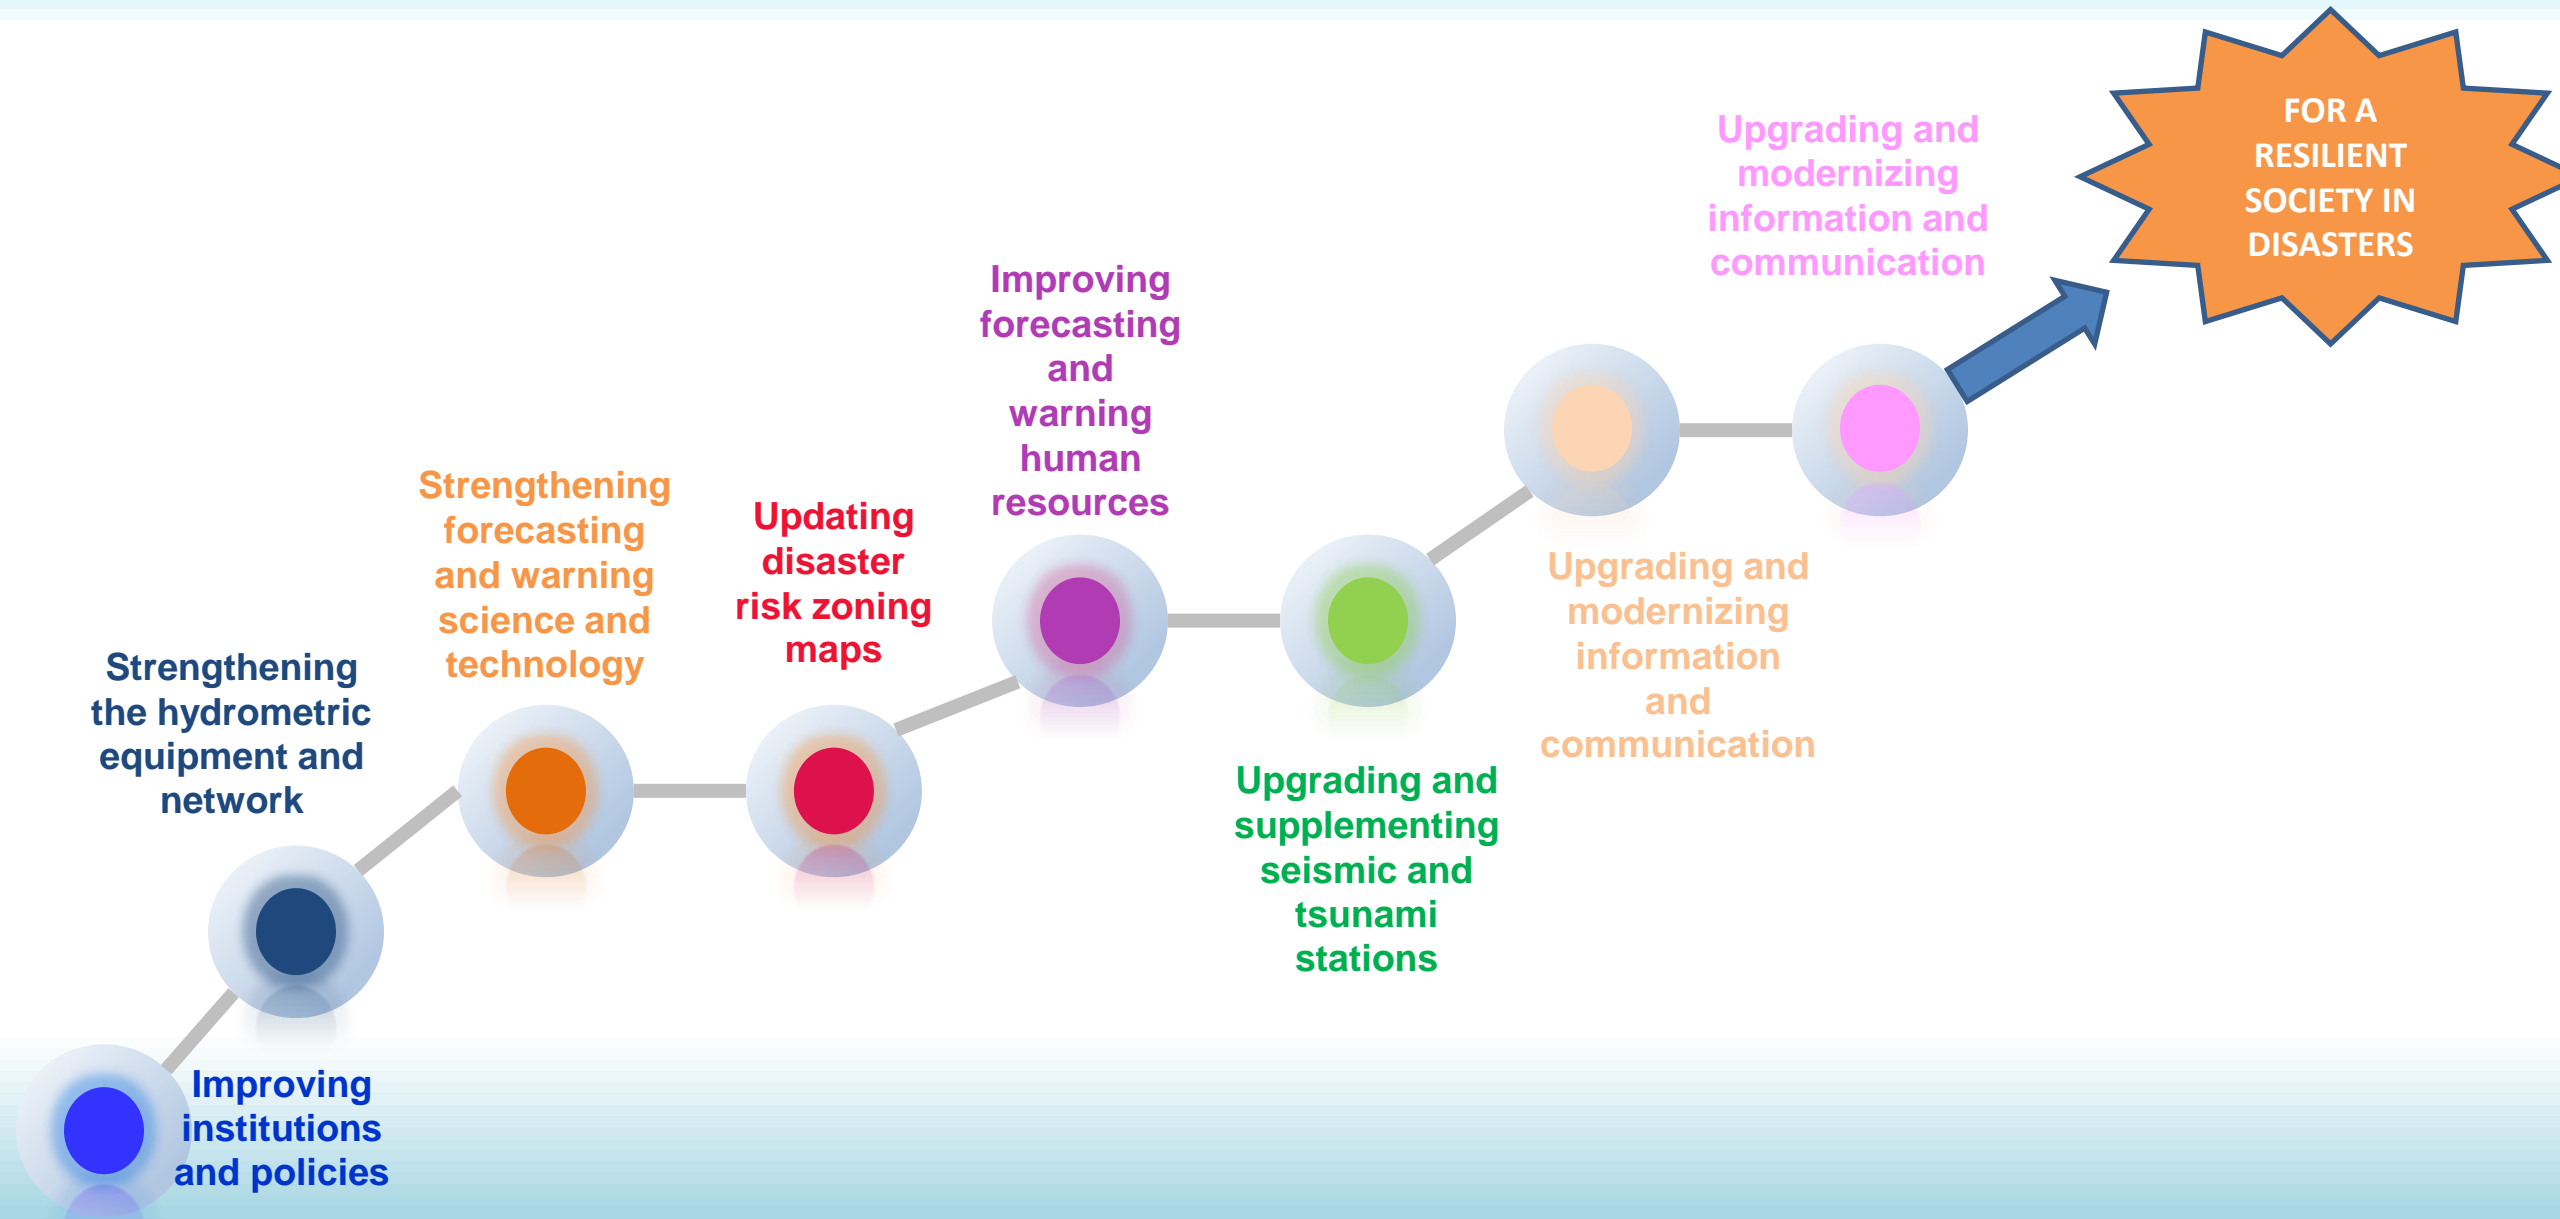 Improving
institutions
and policies
Strengthening
the hydrometric
equipment and
network
Strengthening
forecasting
and warning
science and
technology
Updating
disaster
risk zoning
maps
Improving
forecasting
and
warning
human
resources
Upgrading and
supplementing
seismic and
tsunami
stations
Upgrading and
modernizing
information
and
communication
Upgrading and
modernizing
information and
communication
FOR A
RESILIENT
SOCIETY IN
DISASTERS